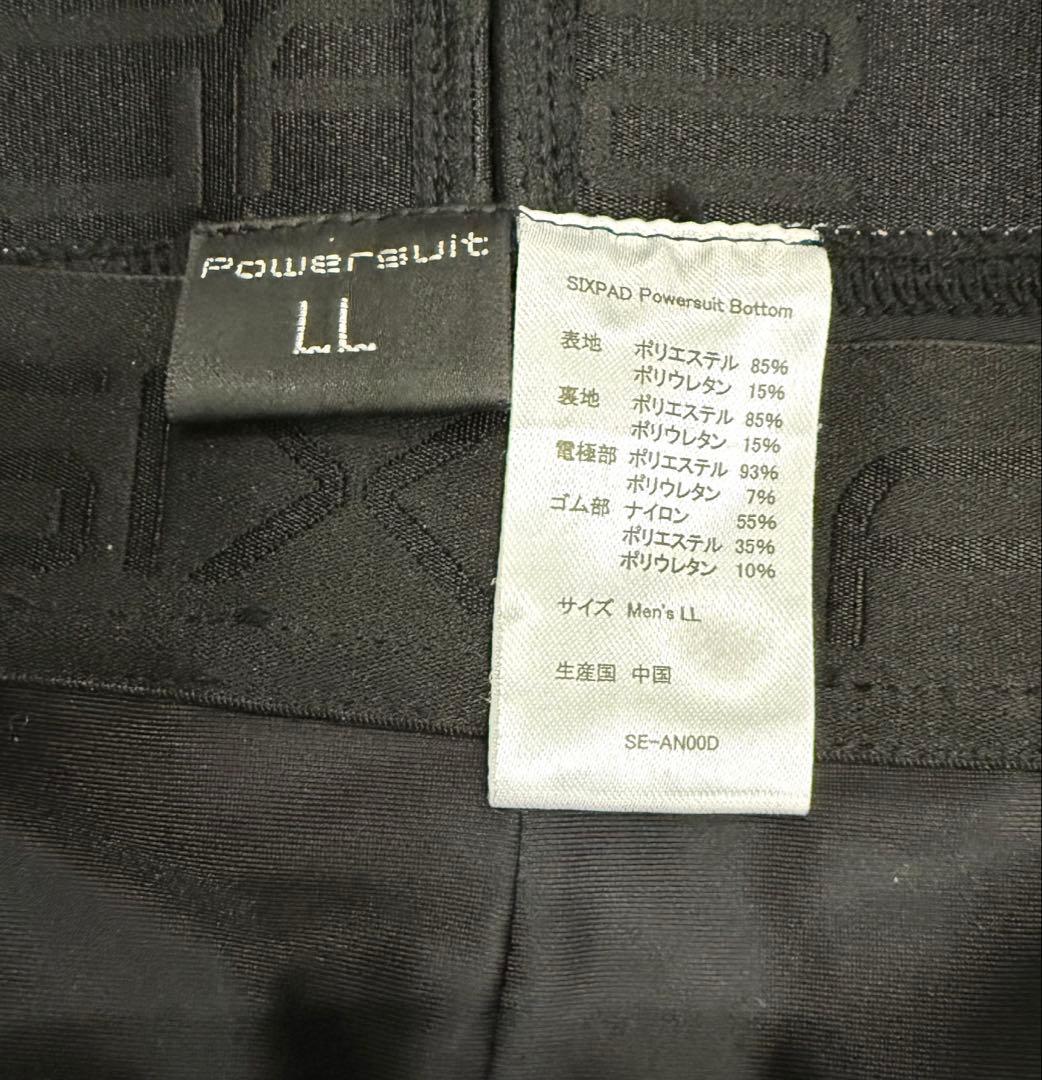 Powersuit
LL
SIXPAD Powersuit Bottom
表地 ポリエステル 85%
ポリウレタン 15%
裏地 ポリエステル 85%
ポリウレタン 15%
電極部 ポリエステル 93%
ポリウレタン 7%
ゴム部 ナイロン 55%
ポリエステル 35%
ポリウレタン 10%
サイズ Men's LL
生産国 中国
SE-AN00D